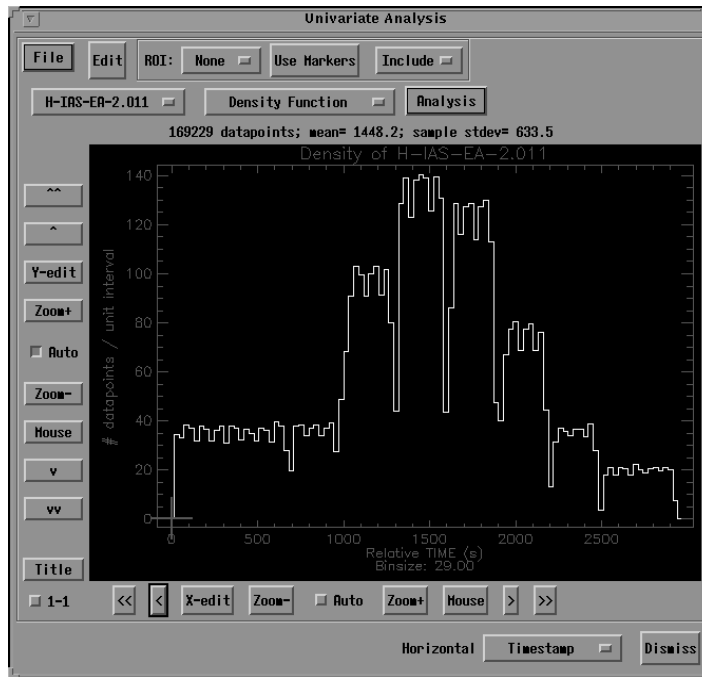 Univariate Analysis
File Edit ROI: None Use Markers Include
H-IAS-EA-2.011 Density Function Analysis
169229 datapoints; mean= 1448.2; sample stdev= 633.5
Density of H-IAS-EA-2.011
^^
^
Y-edit
Zoom+
Auto
Zoom-
Mouse
v
vv
Title
# datapoints / unit interval
140
120
100
80
60
40
20
0
0 500 1000 1500 2000 2500
Relative TIME (s)
Binsize: 29.00
1-1 << < X-edit Zoom- Auto Zoom+ Mouse > >>
Horizontal Timestamp Dismiss